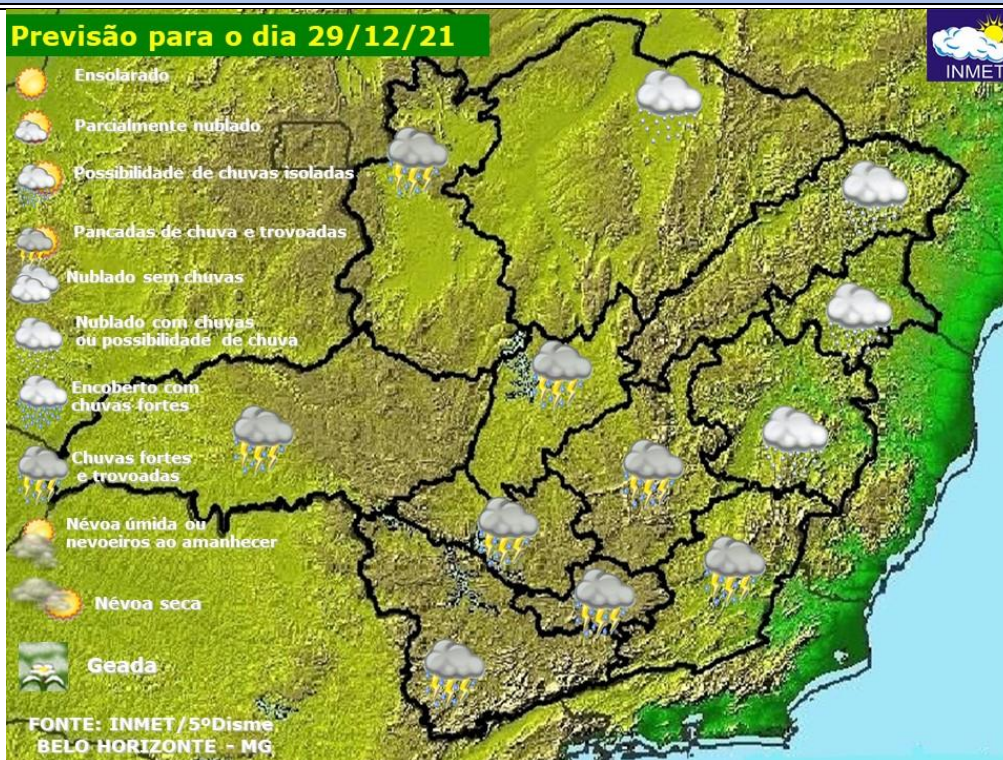 Previsão para o dia 29/12/21
INMET
Ensolarado
Parcialmente nublado
Possibilidade de chuvas isoladas
Pancadas de chuva e trovoadas
Nublado sem chuvas
Nublado com chuvas
ou possibilidade de chuva
Encoberto com
chuvas fortes
Chuvas fortes
e trovoadas
Névoa úmida ou
nevoeiros ao amanhecer
Névoa seca
Geada
FONTE: INMET/5ºDisme
BELO HORIZONTE - MG